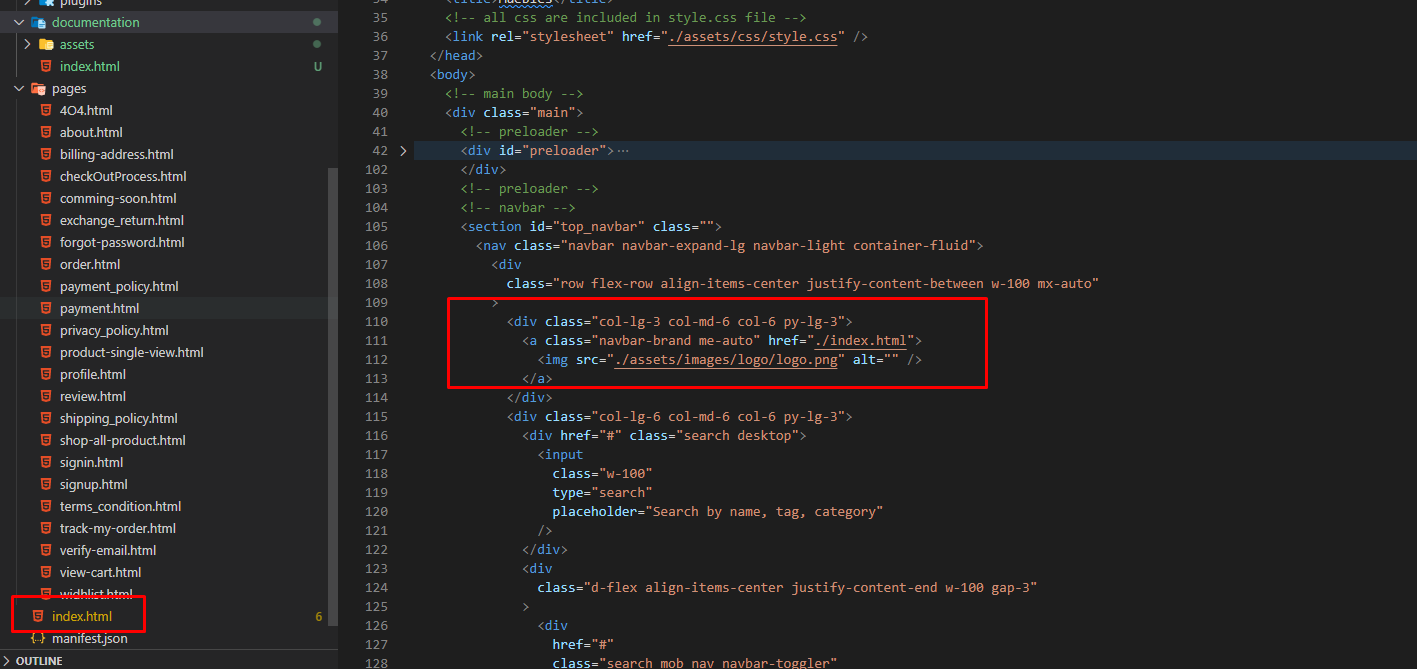 plugins
documentation
assets
index.html U
pages
4O4.html
about.html
billing-address.html
checkOutProcess.html
comming-soon.html
exchange_return.html
forgot-password.html
order.html
payment_policy.html
payment.html
privacy_policy.html
product-single-view.html
profile.html
review.html
shipping_policy.html
shop-all-product.html
signin.html
signup.html
terms_condition.html
track-my-order.html
verify-email.html
view-cart.html
widhlist.html
index.html 6
manifest.json
OUTLINE
34 <title>Muebles</title>
35 <!-- all css are included in style.css file -->
36 <link rel="stylesheet" href="./assets/css/style.css" />
37 </head>
38 <body>
39 <!-- main body -->
40 <div class="main">
41 <!-- preloader -->
42 <div id="preloader"> ···
102 </div>
103 <!-- preloader -->
104 <!-- navbar -->
105 <section id="top_navbar" class="">
106 <nav class="navbar navbar-expand-lg navbar-light container-fluid">
107 <div
108 class="row flex-row align-items-center justify-content-between w-100 mx-auto"
109 >
110 <div class="col-lg-3 col-md-6 col-6 py-lg-3">
111 <a class="navbar-brand me-auto" href="./index.html">
112 <img src="./assets/images/logo/logo.png" alt="" />
113 </a>
114 </div>
115 <div class="col-lg-6 col-md-6 col-6 py-lg-3">
116 <div href="#" class="search desktop">
117 <input
118 class="w-100"
119 type="search"
120 placeholder="Search by name, tag, category"
121 />
122 </div>
123 <div
124 class="d-flex align-items-center justify-content-end w-100 gap-3"
125 >
126 <div
127 href="#"
128 class="search mob_nav navbar-toggler"